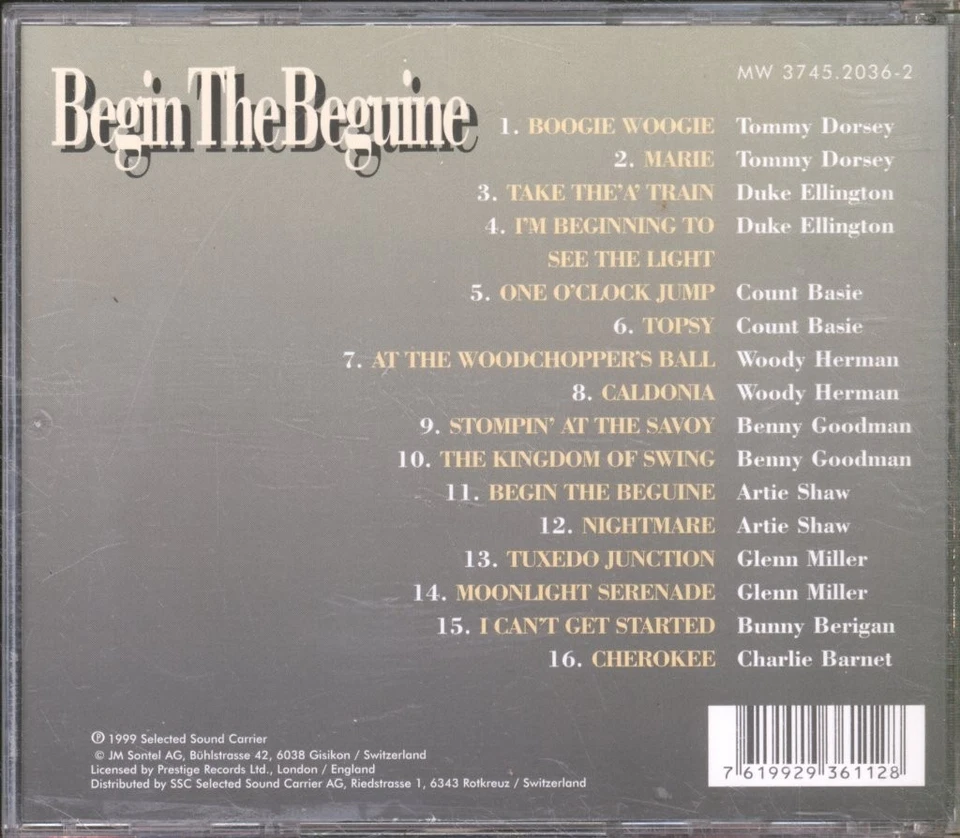 Begin The Beguine
MW 3745.2036-2
1. BOOGIE WOOGIE Tommy Dorsey
2. MARIE Tommy Dorsey
3. TAKE THE 'A' TRAIN Duke Ellington
4. I'M BEGINNING TO Duke Ellington
SEE THE LIGHT
5. ONE O'CLOCK JUMP Count Basie
6. TOPSY Count Basie
7. AT THE WOODCHOPPER'S BALL Woody Herman
8. CALDONIA Woody Herman
9. STOMPIN' AT THE SAVOY Benny Goodman
10. THE KINGDOM OF SWING Benny Goodman
11. BEGIN THE BEGUINE Artie Shaw
12. NIGHTMARE Artie Shaw
13. TUXEDO JUNCTION Glenn Miller
14. MOONLIGHT SERENADE Glenn Miller
15. I CAN'T GET STARTED Bunny Berigan
16. CHEROKEE Charlie Barnet
℗ 1999 Selected Sound Carrier
© JM Sontel AG, Bühlstrasse 42, 6038 Gisikon / Switzerland
Licensed by Prestige Records Ltd., London / England
Distributed by SSC Selected Sound Carrier AG, Riedstrasse 1, 6343 Rotkreuz / Switzerland
7 619929 361128